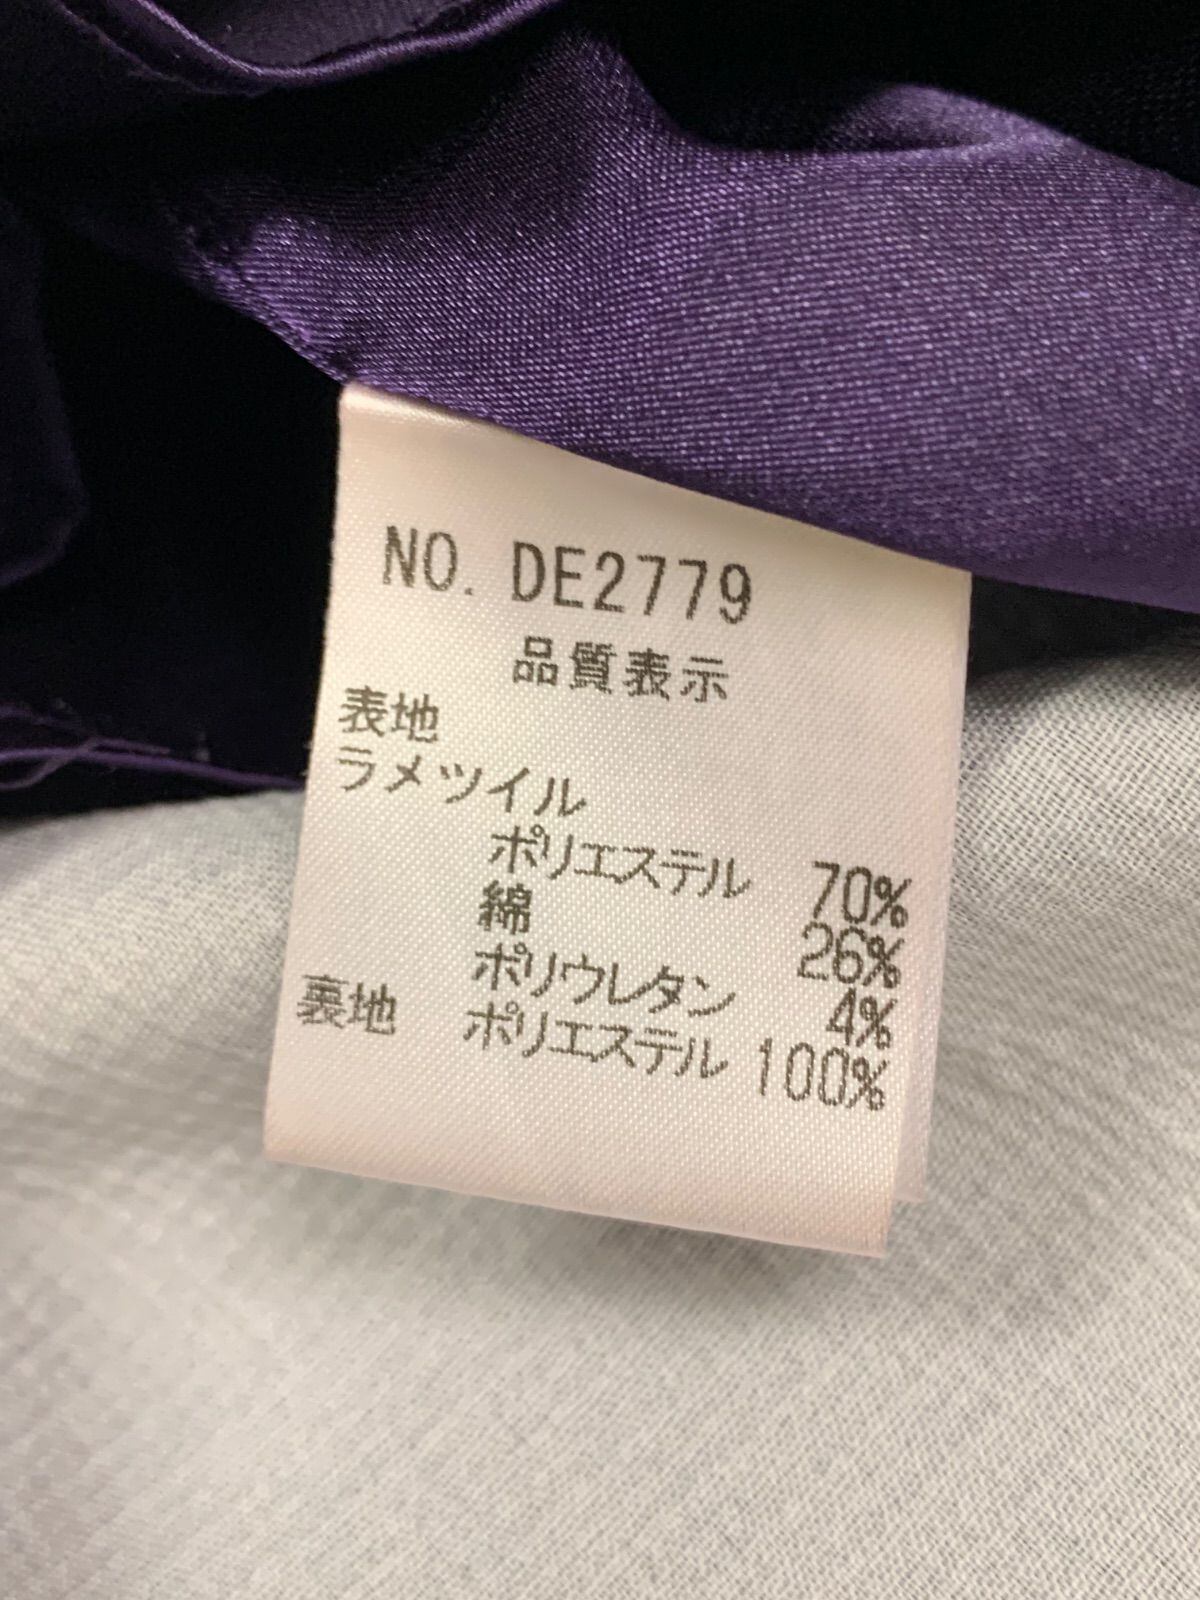 NO. DE2779
品質表示
表地
ラメツイル
ポリエステル 70%
綿 26%
ポリウレタン 4%
裏地 ポリエステル 100%